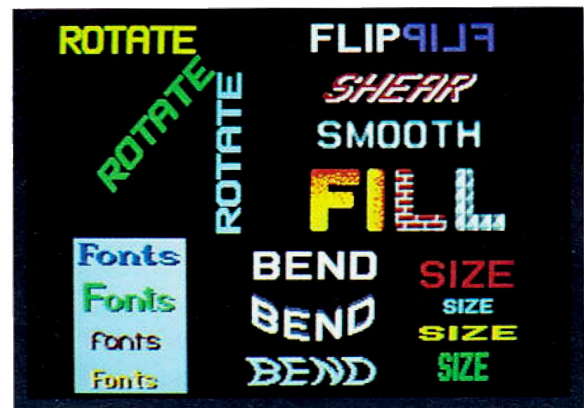 ROTATE
ROTATE
ROTATE
FLIP FLIP
SHEAR
SMOOTH
FILL
Fonts
Fonts
Fonts
Fonts
BEND
BEND
BEND
SIZE
SIZE
SIZE
SIZE